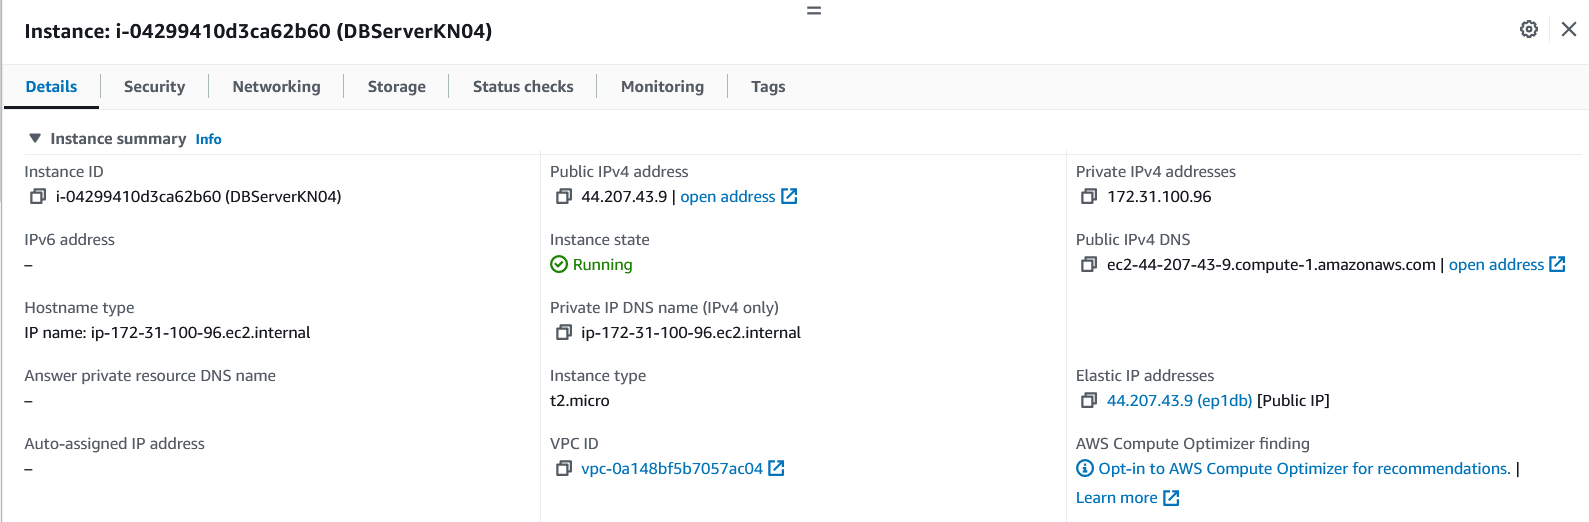 Instance: i-04299410d3ca62b60 (DBServerKN04)
Details
Security
Networking
Storage
Status checks
Monitoring
Tags
Instance summary Info
Instance ID
i-04299410d3ca62b60 (DBServerKN04)
Public IPv4 address
44.207.43.9 | open address
Private IPv4 addresses
172.31.100.96
IPv6 address
–
Instance state
Running
Public IPv4 DNS
ec2-44-207-43-9.compute-1.amazonaws.com | open address
Hostname type
IP name: ip-172-31-100-96.ec2.internal
Private IP DNS name (IPv4 only)
ip-172-31-100-96.ec2.internal
Answer private resource DNS name
–
Instance type
t2.micro
Elastic IP addresses
44.207.43.9 (ep1db) [Public IP]
Auto-assigned IP address
–
VPC ID
vpc-0a148bf5b7057ac04
AWS Compute Optimizer finding
Opt-in to AWS Compute Optimizer for recommendations. |
Learn more